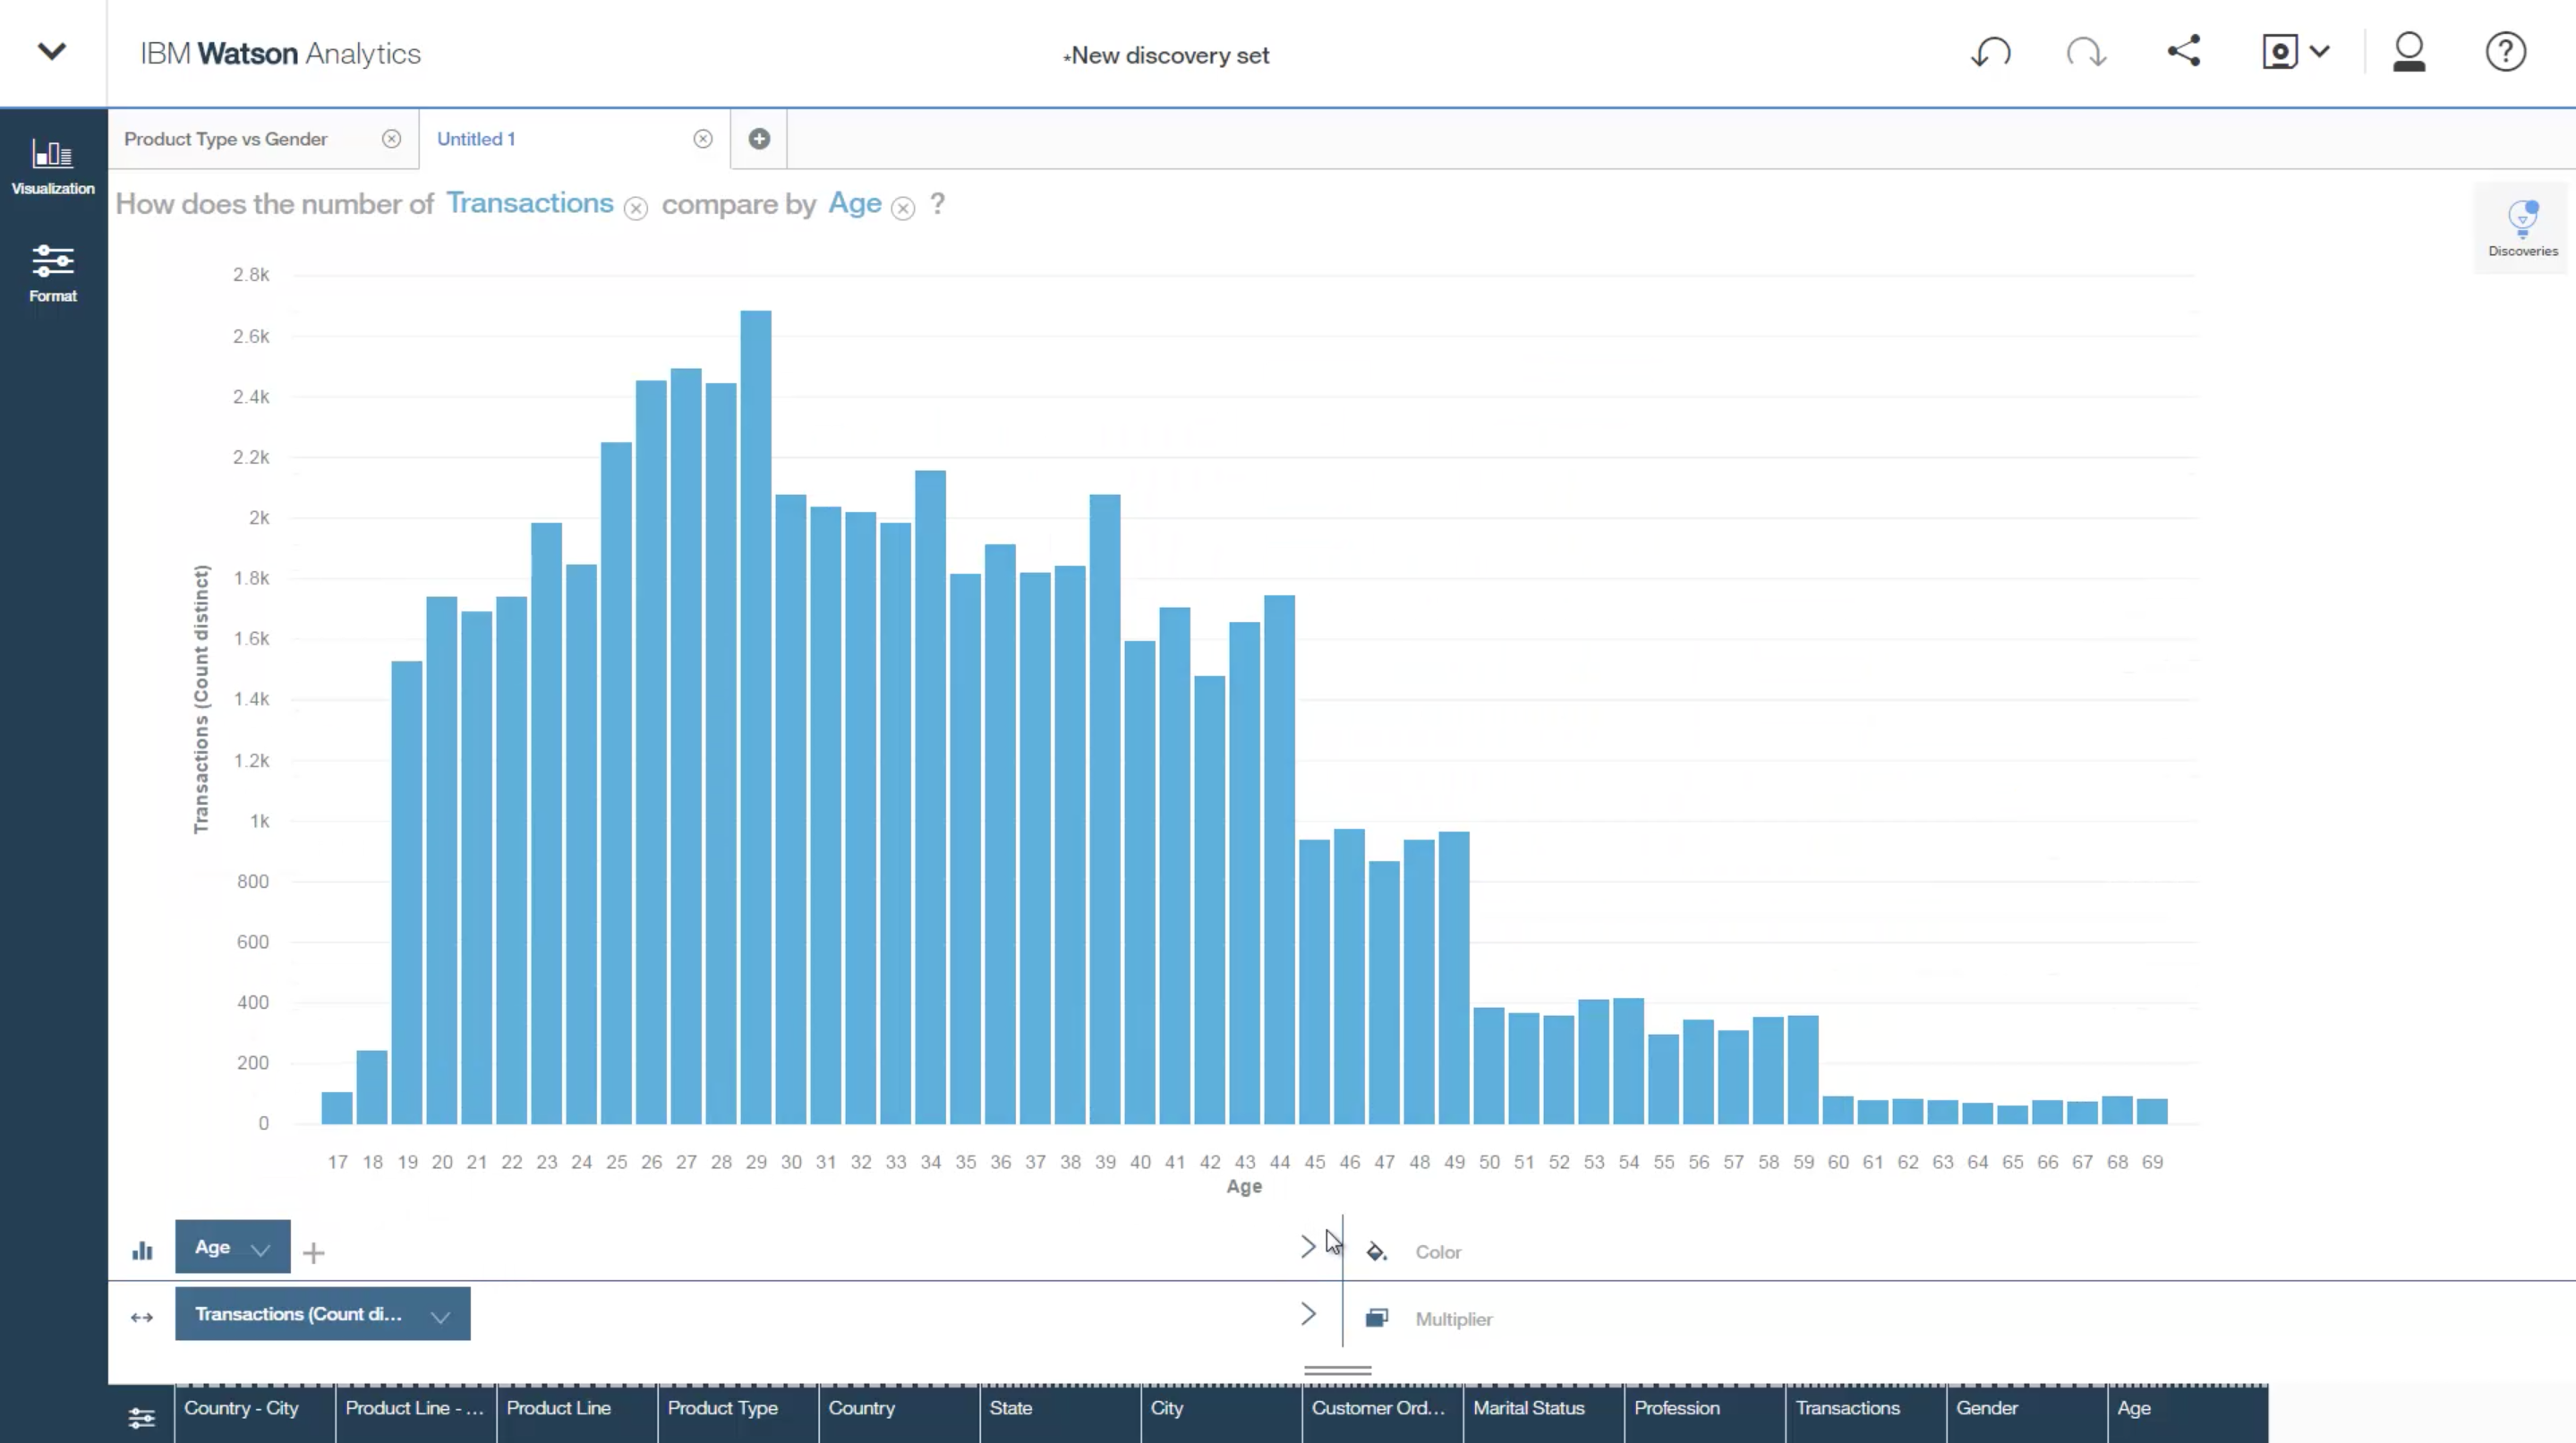 IBM Watson Analytics
*New discovery set
Visualization
Format
Product Type vs Gender
Untitled 1
How does the number of Transactions compare by Age ?
Discoveries
2.8k
2.6k
2.4k
2.2k
2k
1.8k
1.6k
1.4k
1.2k
1k
800
600
400
200
0
Transactions (Count distinct)
17 18 19 20 21 22 23 24 25 26 27 28 29 30 31 32 33 34 35 36 37 38 39 40 41 42 43 44 45 46 47 48 49 50 51 52 53 54 55 56 57 58 59 60 61 62 63 64 65 66 67 68 69
Age
Age
Color
Transactions (Count di...
Multiplier
Country - City Product Line - ... Product Line Product Type Country State City Customer Ord... Marital Status Profession Transactions Gender Age